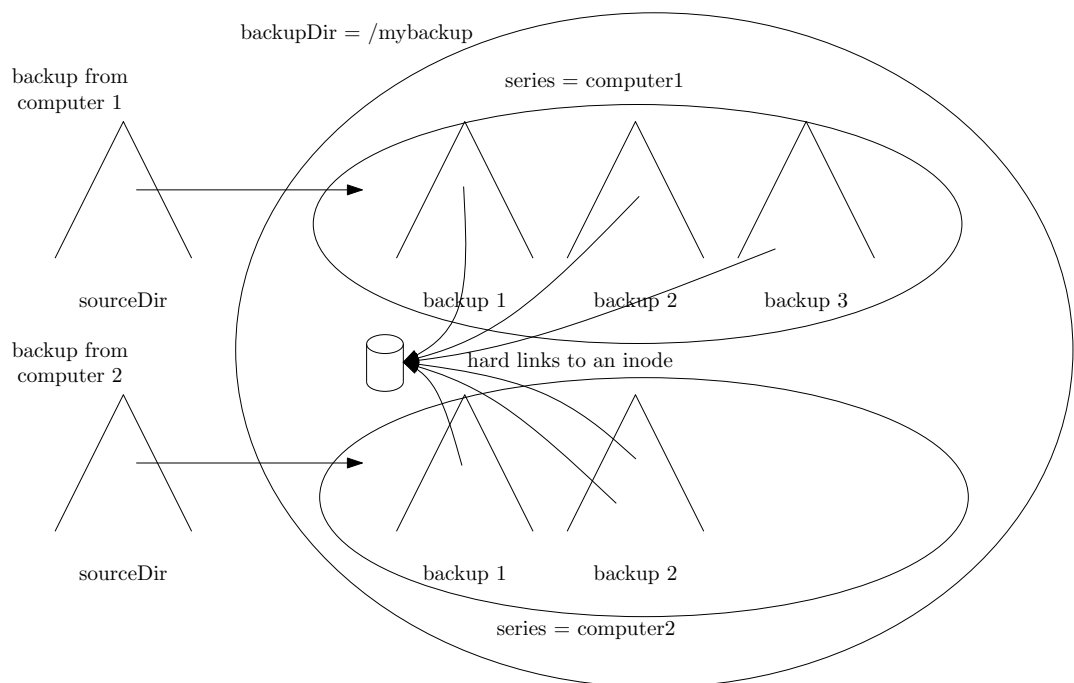 backupDir = /mybackup
series = computer1
backup from
computer 1
sourceDir
backup 1
backup 2
backup 3
backup from
computer 2
hard links to an inode
sourceDir
backup 1
backup 2
series = computer2